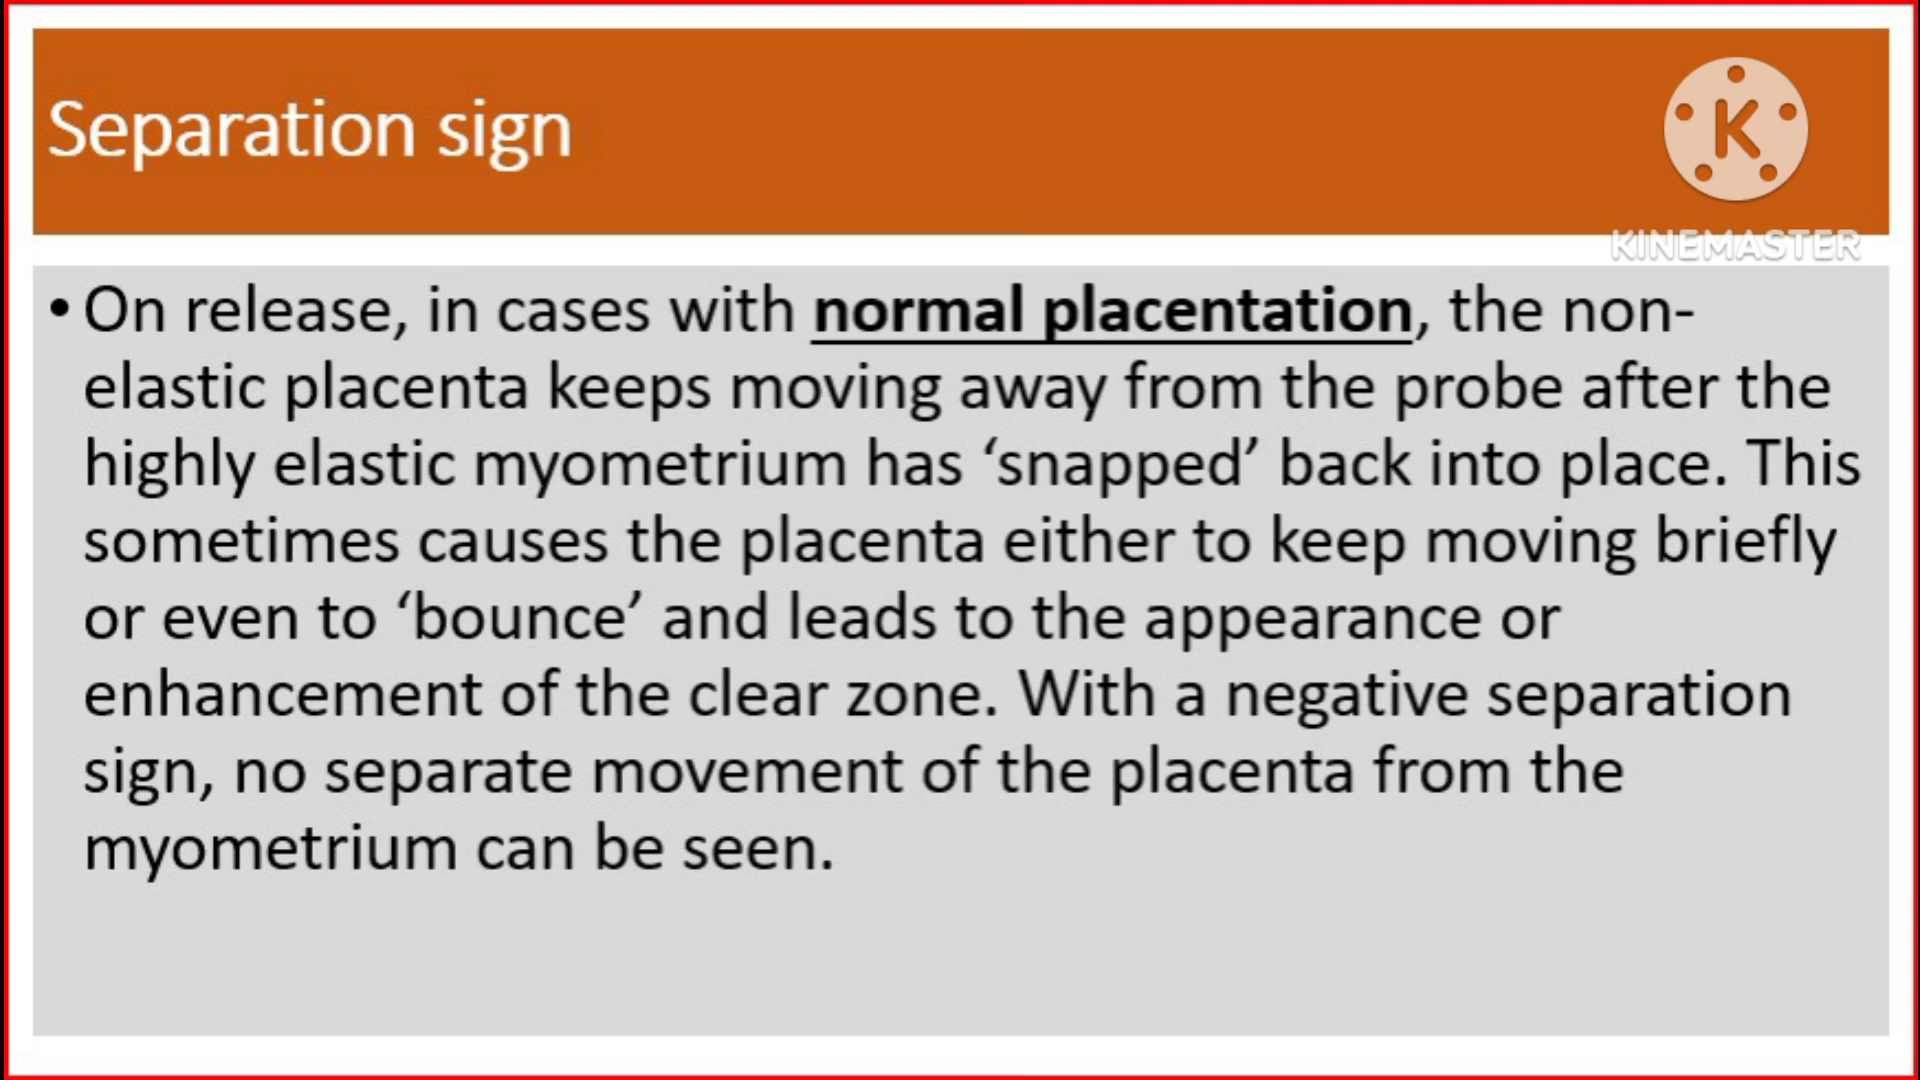 Separation sign
K
KINEMASTER
• On release, in cases with normal placentation, the non-
elastic placenta keeps moving away from the probe after the
highly elastic myometrium has ‘snapped’ back into place. This
sometimes causes the placenta either to keep moving briefly
or even to ‘bounce’ and leads to the appearance or
enhancement of the clear zone. With a negative separation
sign, no separate movement of the placenta from the
myometrium can be seen.